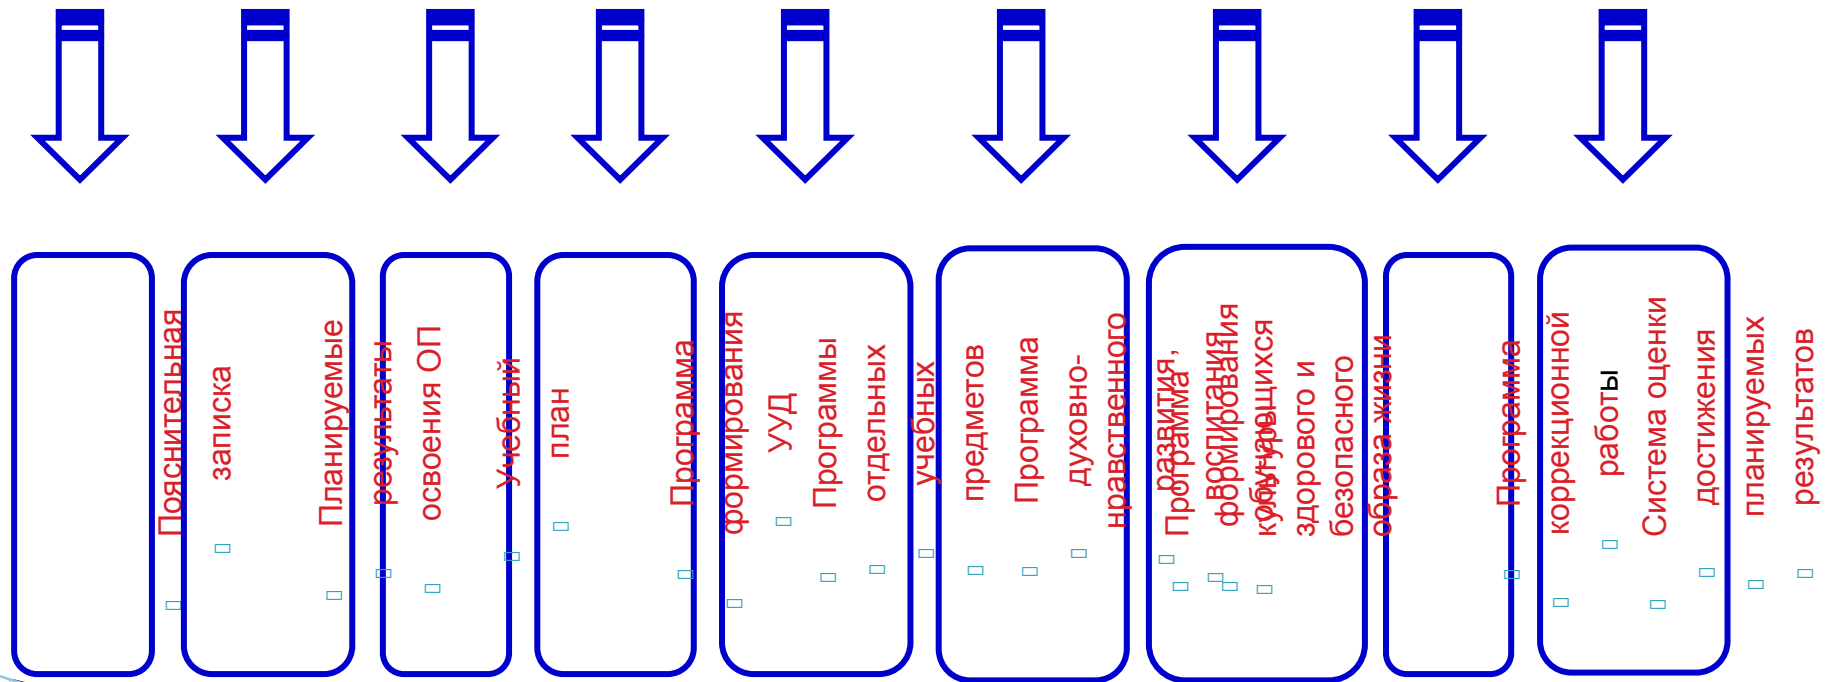 Пояснительная
записка
Планируемые
результаты
освоения ОП
Учебный
план
Программа
формирования
УУД
Программы
отдельных
учебных
предметов
Программа
духовно-
нравственного
развития,
воспитания
обучающихся
Программа
формирования
культуры
здорового и
безопасного
образа жизни
Программа
коррекционной
работы
Система оценки
достижения
планируемых
результатов